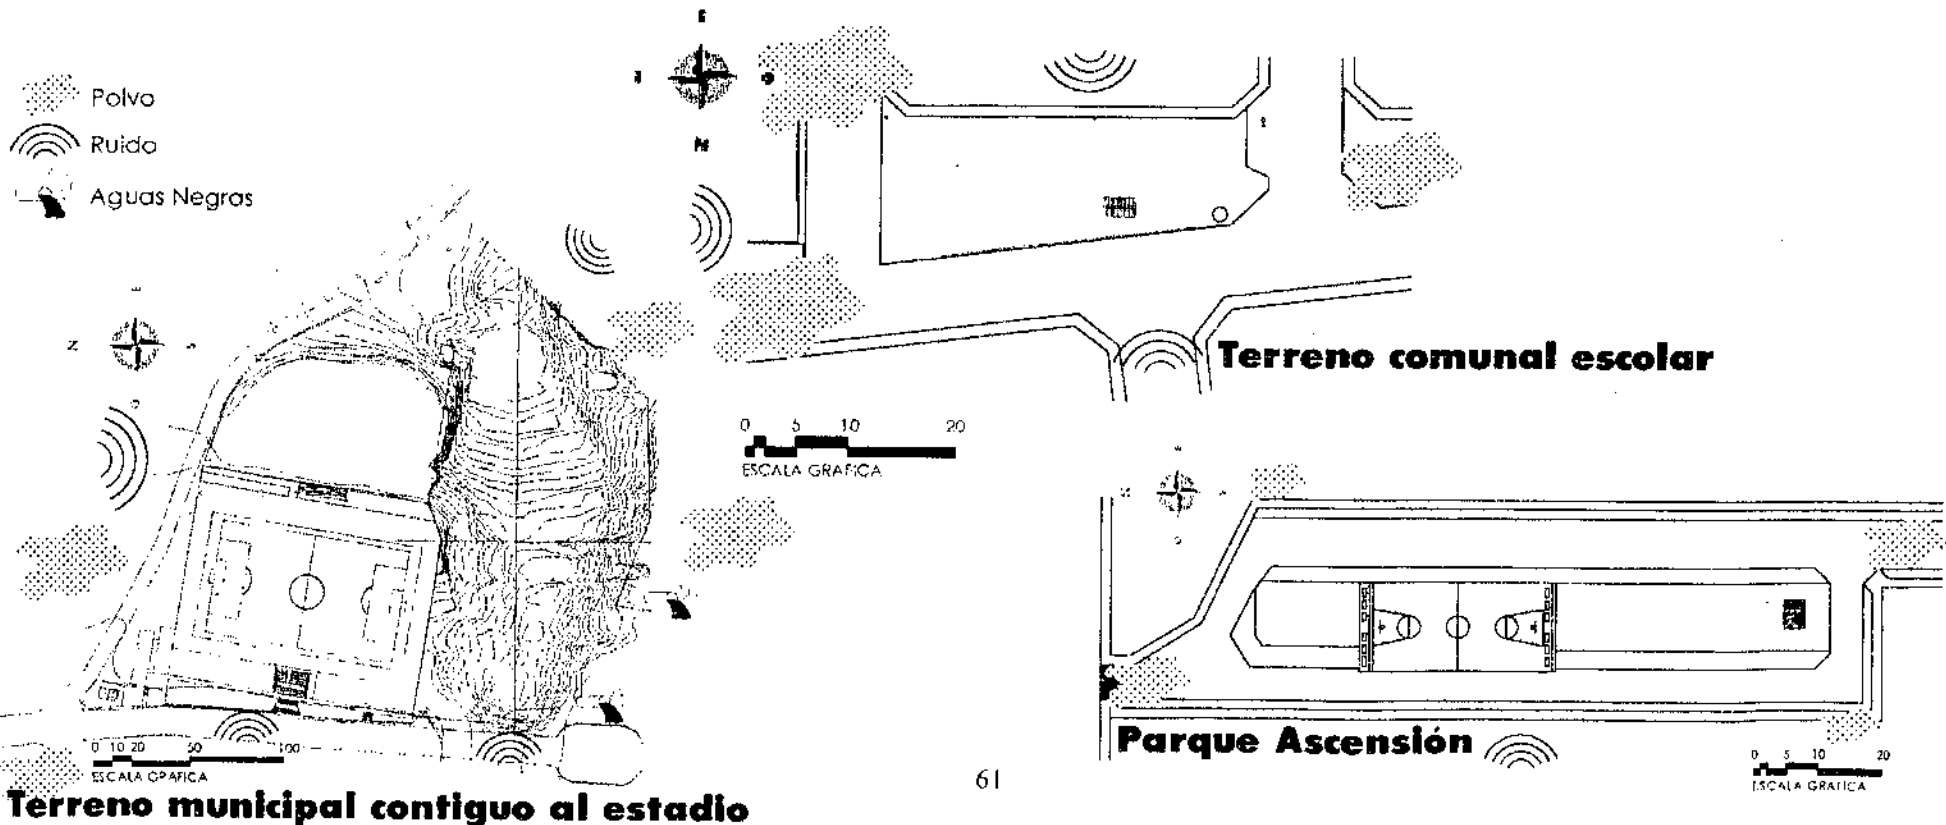 Polvo
Ruido
Aguas Negras
N
0 5 10 20
ESCALA GRAFICA
Terreno comunal escolar
0 10 20 50 100
ESCALA GRAFICA
Terreno municipal contiguo al estadio
Parque Ascensión
0 5 10 20
ESCALA GRAFICA
61